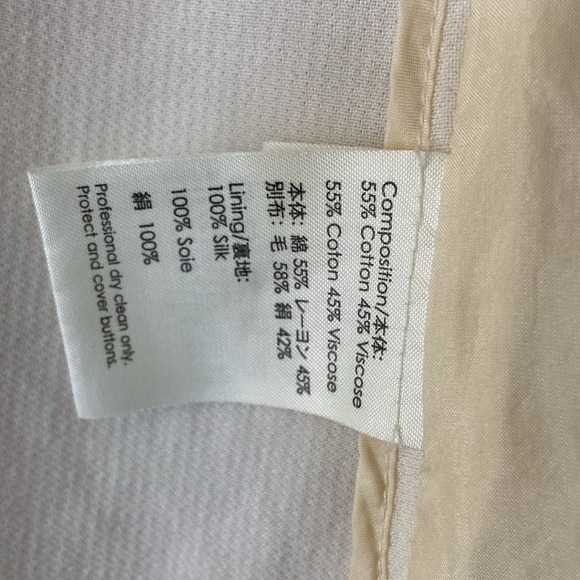 Composition/本体:
55% Cotton 45% Viscose
55% Coton 45% Viscose
本体: 綿 55% レーヨン 45%
別布: 毛 58% 絹 42%
Lining/裏地:
100% Silk
100% Soie
絹 100%
Professional dry clean only.
Protect and cover buttons.